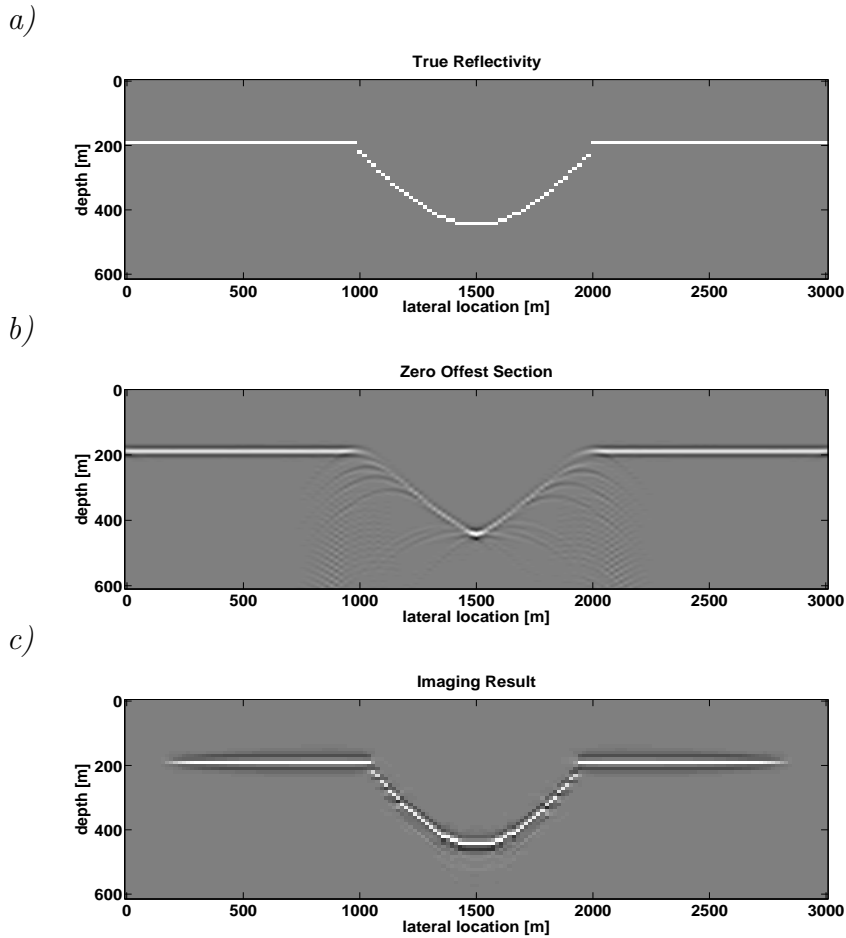 a)
True Reflectivity
0
200
400
600
depth [m]
0 500 1000 1500 2000 2500 3000
lateral location [m]
b)
Zero Offest Section
0
200
400
600
depth [m]
0 500 1000 1500 2000 2500 3000
lateral location [m]
c)
Imaging Result
0
200
400
600
depth [m]
0 500 1000 1500 2000 2500 3000
lateral location [m]